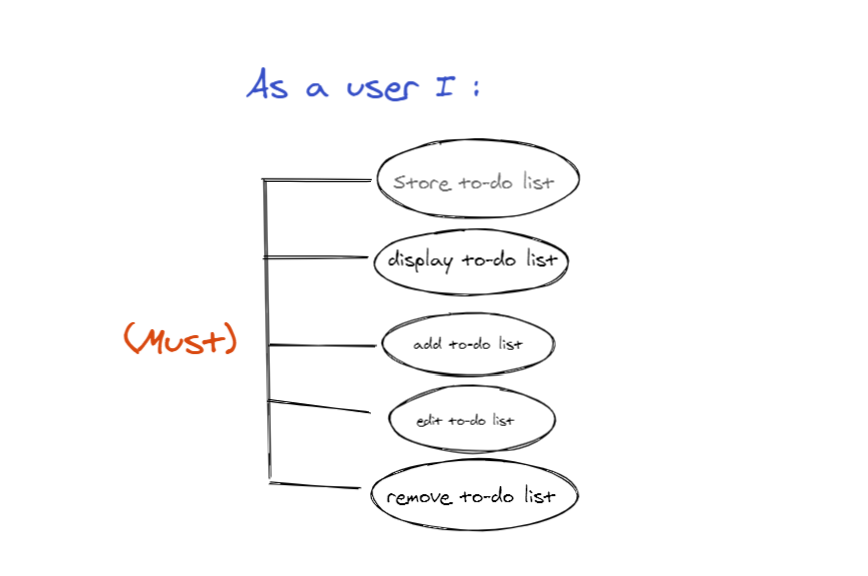 As a user I :
store to-do list
display to-do list
(Must)
add to-do list
edit to-do list
remove to-do list